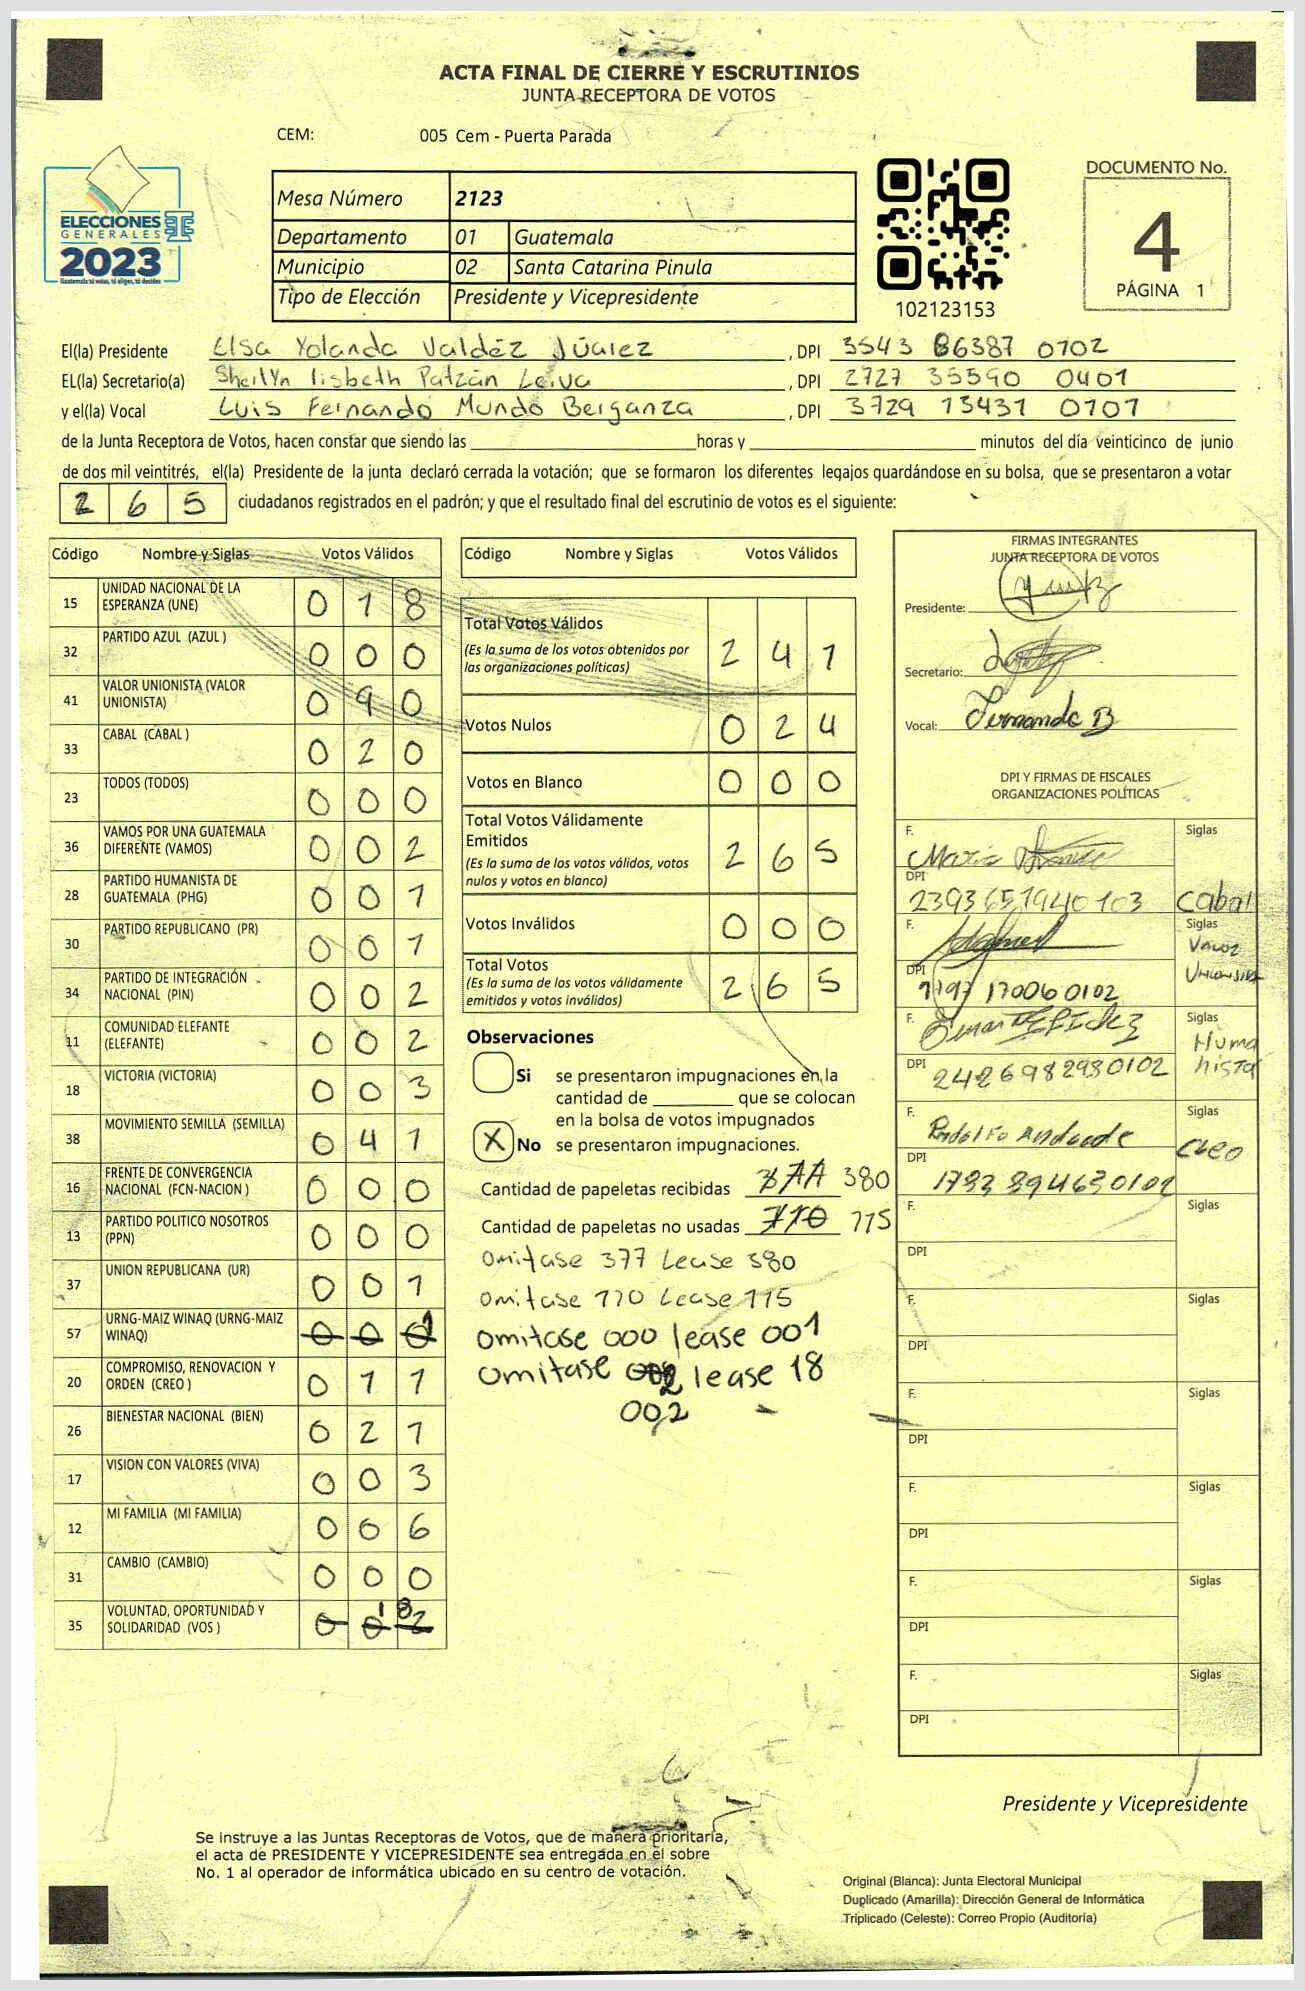 ACTA FINAL DE CIERRE Y ESCRUTINIOS
JUNTA RECEPTORA DE VOTOS
CEM: 005 Cem - Puerta Parada
ELECCIONES
GENERALES
2023
Guatemala tú votas, tú eliges, tú decides
Mesa Número 2123
Departamento 01 Guatemala
Municipio 02 Santa Catarina Pinula
Tipo de Elección Presidente y Vicepresidente
102123153
DOCUMENTO No.
4
PÁGINA 1
El(la) Presidente Elsa Yolanda Valdéz Júarez, DPI 3543 86387 0702
EL(la) Secretario(a) Sheilyn lisbeth Patzán Leiva, DPI 2727 35590 0401
y el(la) Vocal Luis Fernando Mundo Berganza, DPI 3729 13431 0101
de la Junta Receptora de Votos, hacen constar que siendo las ____ horas y ____ minutos del día veinticinco de junio
de dos mil veintitrés, el(la) Presidente de la junta declaró cerrada la votación; que se formaron los diferentes legajos guardándose en su bolsa, que se presentaron a votar
2 6 5 ciudadanos registrados en el padrón; y que el resultado final del escrutinio de votos es el siguiente:
Código Nombre y Siglas Votos Válidos
15 UNIDAD NACIONAL DE LA ESPERANZA (UNE) 0 1 8
32 PARTIDO AZUL (AZUL ) 0 0 0
41 VALOR UNIONISTA (VALOR UNIONISTA) 0 9 0
33 CABAL (CABAL ) 0 2 0
23 TODOS (TODOS) 0 0 0
36 VAMOS POR UNA GUATEMALA DIFERENTE (VAMOS) 0 0 2
28 PARTIDO HUMANISTA DE GUATEMALA (PHG) 0 0 1
30 PARTIDO REPUBLICANO (PR) 0 0 1
34 PARTIDO DE INTEGRACIÓN NACIONAL (PIN) 0 0 2
11 COMUNIDAD ELEFANTE (ELEFANTE) 0 0 2
18 VICTORIA (VICTORIA) 0 0 3
38 MOVIMIENTO SEMILLA (SEMILLA) 0 4 1
16 FRENTE DE CONVERGENCIA NACIONAL (FCN-NACION ) 0 0 0
13 PARTIDO POLITICO NOSOTROS (PPN) 0 0 0
37 UNION REPUBLICANA (UR) 0 0 1
57 URNG-MAIZ WINAQ (URNG-MAIZ WINAQ) 0 0 0 1
20 COMPROMISO, RENOVACION Y ORDEN (CREO ) 0 1 1
26 BIENESTAR NACIONAL (BIEN) 0 2 1
17 VISION CON VALORES (VIVA) 0 0 3
12 MI FAMILIA (MI FAMILIA) 0 0 6
31 CAMBIO (CAMBIO) 0 0 0
35 VOLUNTAD, OPORTUNIDAD Y SOLIDARIDAD (VOS ) 0 0 2 1 8
Código Nombre y Siglas Votos Válidos
Total Votos Válidos 2 4 1
(Es la suma de los votos obtenidos por
las organizaciones políticas)
Votos Nulos 0 2 4
Votos en Blanco 0 0 0
Total Votos Válidamente
Emitidos 2 6 5
(Es la suma de los votos válidos, votos
nulos y votos en blanco)
Votos Inválidos 0 0 0
Total Votos 2 6 5
(Es la suma de los votos válidamente
emitidos y votos inválidos)
Observaciones
Si se presentaron impugnaciones en la
cantidad de ____ que se colocan
en la bolsa de votos impugnados
X No se presentaron impugnaciones.
Cantidad de papeletas recibidas 380
Cantidad de papeletas no usadas 110 115
Omitase 377 Lease 380
Omitase 110 Lease 115
omitase 000 lease 001
omitase 002 lease 18
002
FIRMAS INTEGRANTES
JUNTA RECEPTORA DE VOTOS
Presidente:
Secretario:
Vocal: Fernando B
DPI Y FIRMAS DE FISCALES
ORGANIZACIONES POLÍTICAS
F. Siglas
Maria
DPI
2393651940103 Cabal
F. Siglas
Valor
Unionista
DPI
170060102
F. Siglas
Humanista
DPI 2426982980102
F. Siglas
Rodolfo Andrade
Creo
DPI
F. Siglas
DPI
F. Siglas
DPI
F. Siglas
DPI
F. Siglas
DPI
F. Siglas
DPI
F. Siglas
DPI
Presidente y Vicepresidente
Se instruye a las Juntas Receptoras de Votos, que de manera prioritaria,
el acta de PRESIDENTE Y VICEPRESIDENTE sea entregada en el sobre
No. 1 al operador de informática ubicado en su centro de votación.
Original (Blanca): Junta Electoral Municipal
Duplicado (Amarilla): Dirección General de Informática
Triplicado (Celeste): Correo Propio (Auditoría)